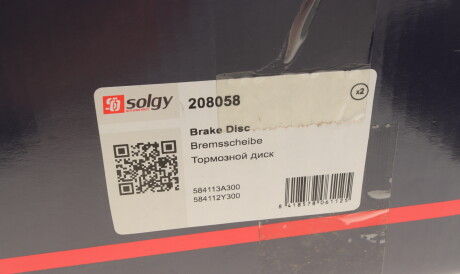 solgy 208058 x2
Brake Disc
Bremsscheibe
Тормозной диск
584113A300
584112Y300